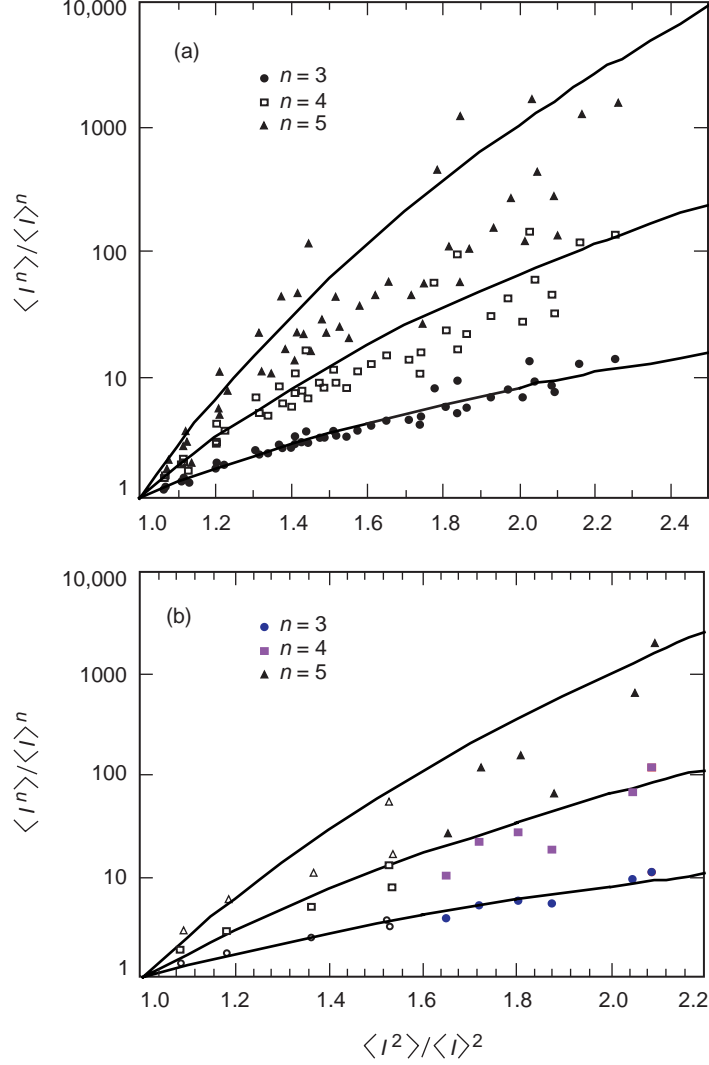 10,000
(a)
n = 3
n = 4
n = 5
1000
100
10
1
⟨Iⁿ⟩/⟨I⟩ⁿ
1.0 1.2 1.4 1.6 1.8 2.0 2.2 2.4
10,000
(b)
n = 3
n = 4
n = 5
1000
100
10
1
⟨Iⁿ⟩/⟨I⟩ⁿ
1.0 1.2 1.4 1.6 1.8 2.0 2.2
⟨I²⟩/⟨I⟩²